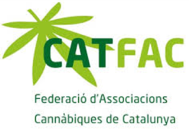 CATFAC
Federació d'Associacions
Cannàbiques de Catalunya